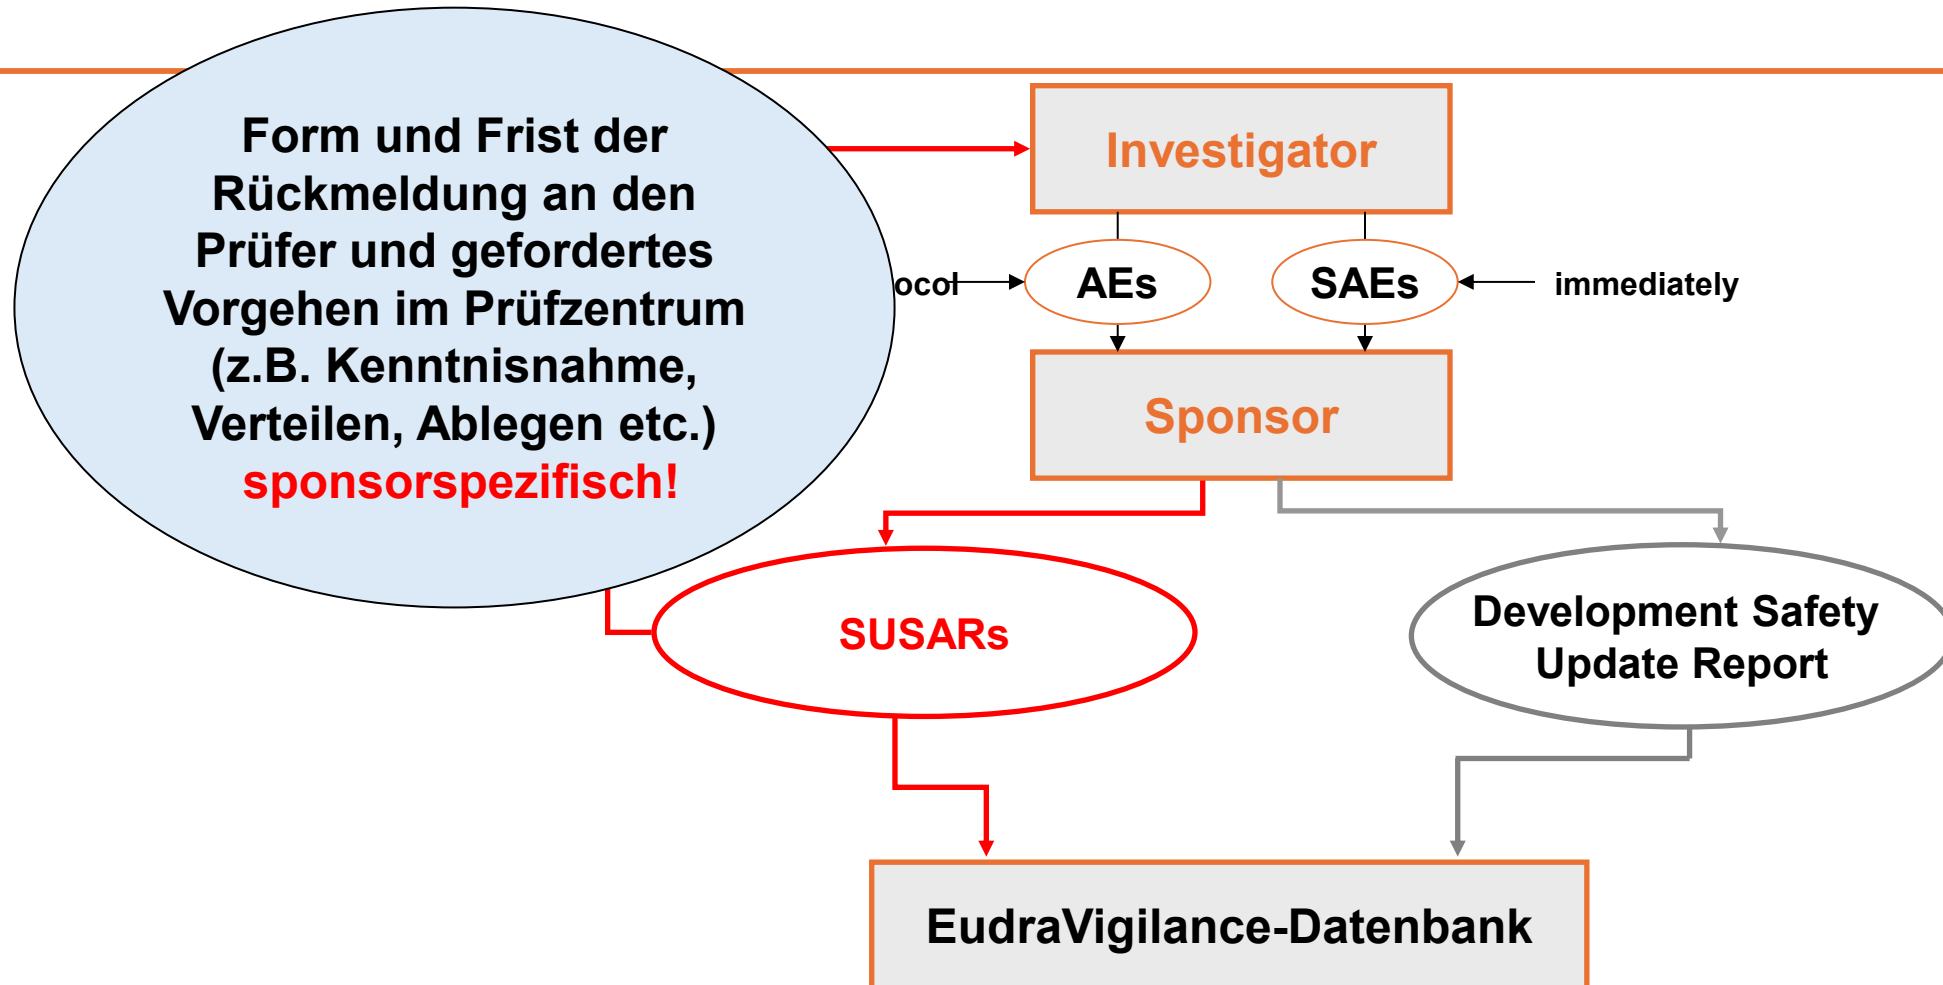 Form und Frist der
Rückmeldung an den
Prüfer und gefordertes
Vorgehen im Prüfzentrum
(z.B. Kenntnisnahme,
Verteilen, Ablegen etc.)
sponsorspezifisch!
Investigator
ocol
AEs
SAEs
immediately
Sponsor
SUSARs
Development Safety
Update Report
EudraVigilance-Datenbank